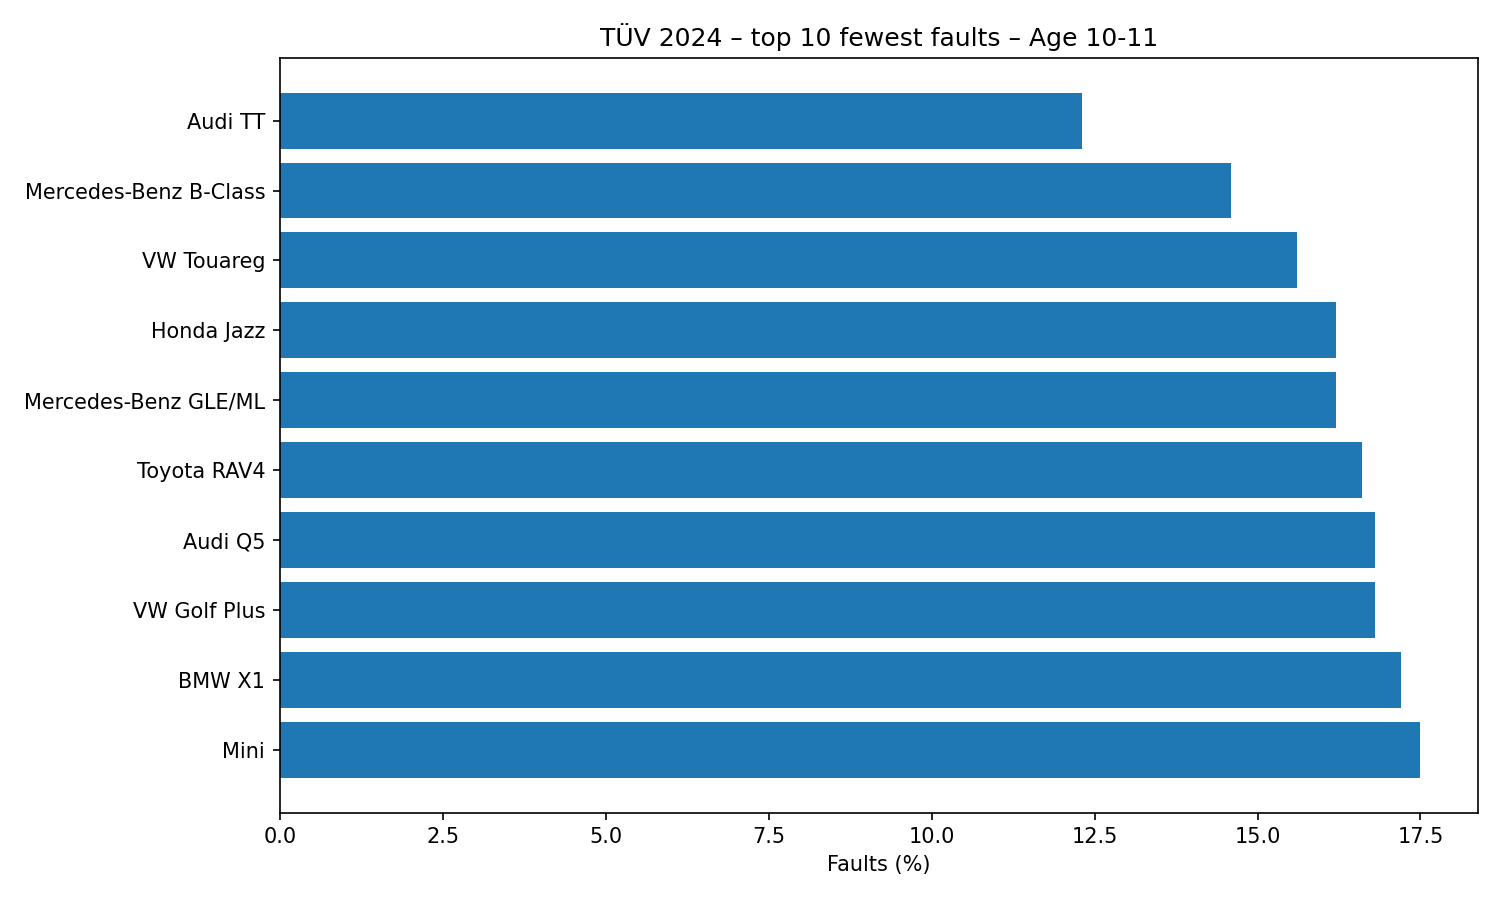 TÜV 2024 – top 10 fewest faults – Age 10-11
Audi TT
Mercedes-Benz B-Class
VW Touareg
Honda Jazz
Mercedes-Benz GLE/ML
Toyota RAV4
Audi Q5
VW Golf Plus
BMW X1
Mini
0.0 2.5 5.0 7.5 10.0 12.5 15.0 17.5
Faults (%)